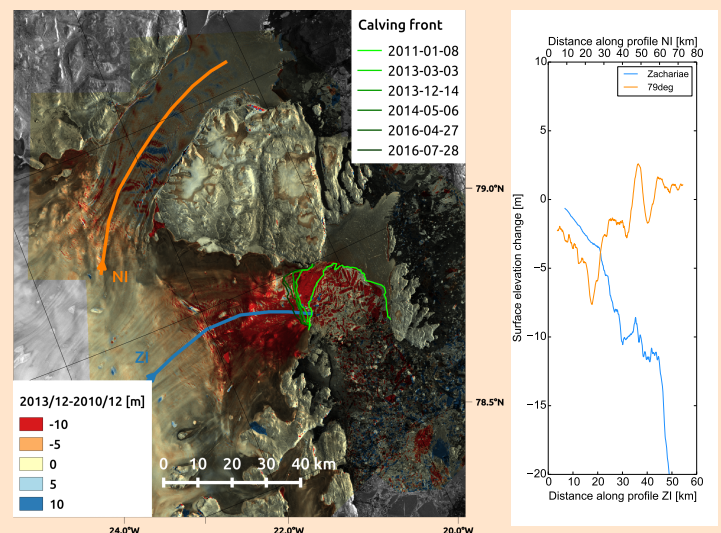 Calving front
2011-01-08
2013-03-03
2013-12-14
2014-05-06
2016-04-27
2016-07-28
79.0°N
NI
ZI
78.5°N
2013/12-2010/12 [m]
-10
-5
0
5
10
0 10 20 30 40 km
24.0°W 22.0°W 20.0°W
Distance along profile NI [km]
0 10 20 30 40 50 60 70 80
Zachariae
79deg
Surface elevation change [m]
10
5
0
−5
−10
−15
−20
0 10 20 30 40 50 60
Distance along profile ZI [km]